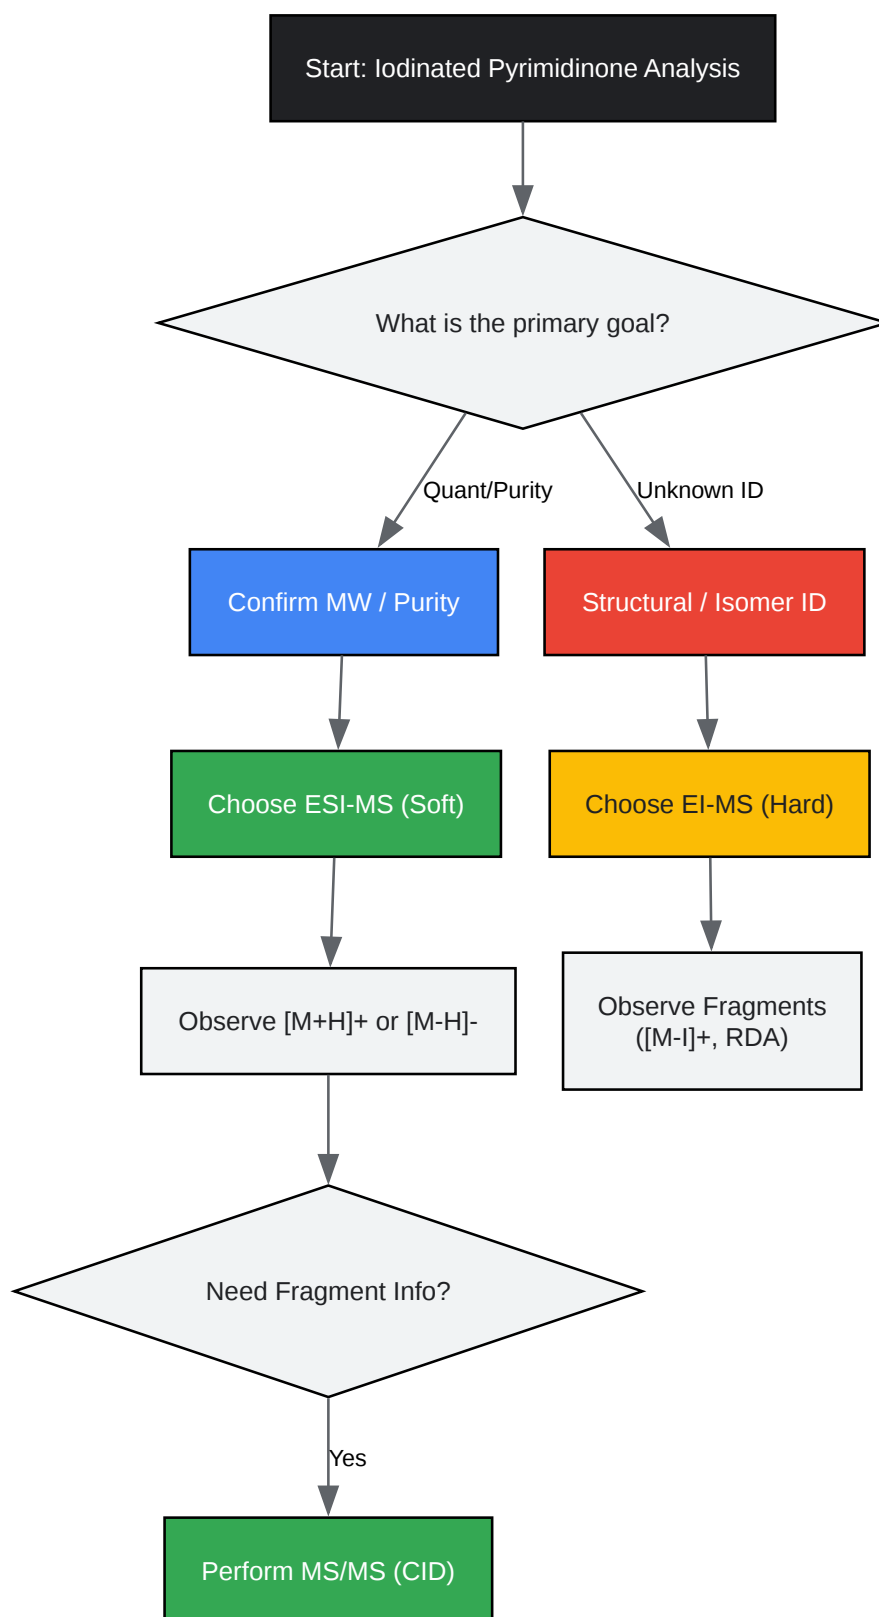 Start: Iodinated Pyrimidinone Analysis
What is the primary goal?
Quant/Purity
Unknown ID
Confirm MW / Purity
Structural / Isomer ID
Choose ESI-MS (Soft)
Choose EI-MS (Hard)
Observe [M+H]+ or [M-H]-
Observe Fragments
([M-I]+, RDA)
Need Fragment Info?
Yes
Perform MS/MS (CID)